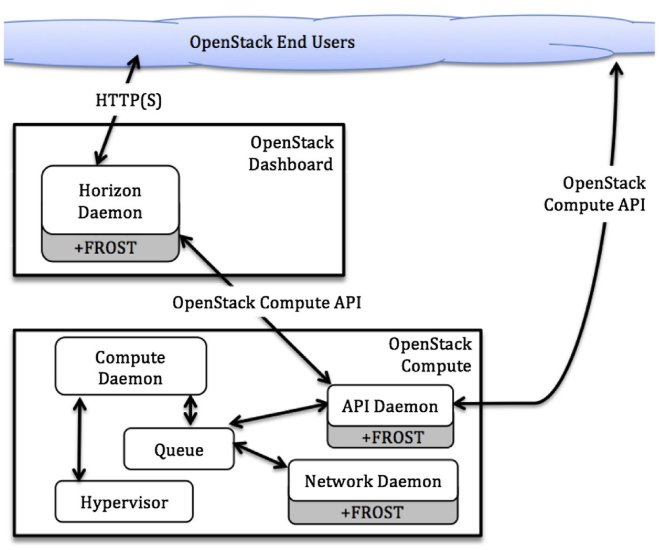 OpenStack End Users
HTTP(S)
OpenStack
Dashboard
Horizon
Daemon
+FROST
OpenStack
Compute API
OpenStack Compute API
OpenStack
Compute
Compute
Daemon
API Daemon
+FROST
Queue
Network Daemon
+FROST
Hypervisor